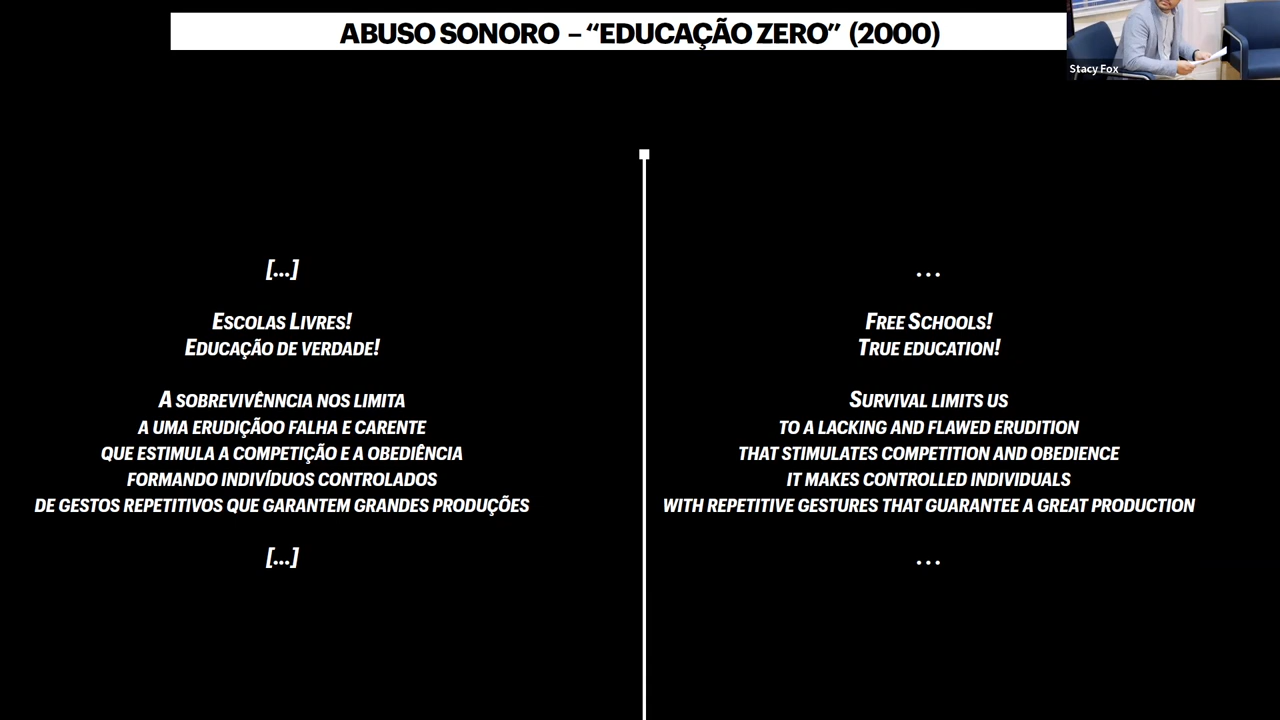 ABUSO SONORO – “EDUCAÇÃO ZERO” (2000)
Stacy Fox
[...]
ESCOLAS LIVRES!
EDUCAÇÃO DE VERDADE!
A SOBREVIVÊNNCIA NOS LIMITA
A UMA ERUDIÇÃOO FALHA E CARENTE
QUE ESTIMULA A COMPETIÇÃO E A OBEDIÊNCIA
FORMANDO INDIVÍDUOS CONTROLADOS
DE GESTOS REPETITIVOS QUE GARANTEM GRANDES PRODUÇÕES
[...]
...
FREE SCHOOLS!
TRUE EDUCATION!
SURVIVAL LIMITS US
TO A LACKING AND FLAWED ERUDITION
THAT STIMULATES COMPETITION AND OBEDIENCE
IT MAKES CONTROLLED INDIVIDUALS
WITH REPETITIVE GESTURES THAT GUARANTEE A GREAT PRODUCTION
...